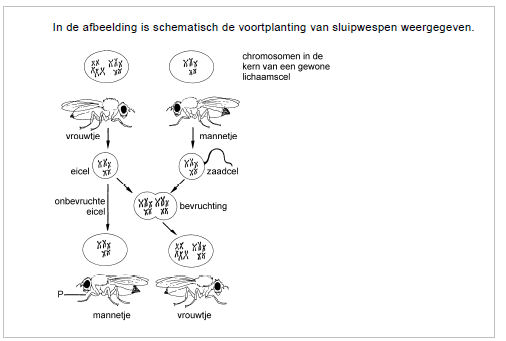 In de afbeelding is schematisch de voortplanting van sluipwespen weergegeven.
chromosomen in de
kern van een gewone
lichaamscel
vrouwtje
mannetje
eicel
zaadcel
onbevruchte
eicel
bevruchting
P
mannetje
vrouwtje